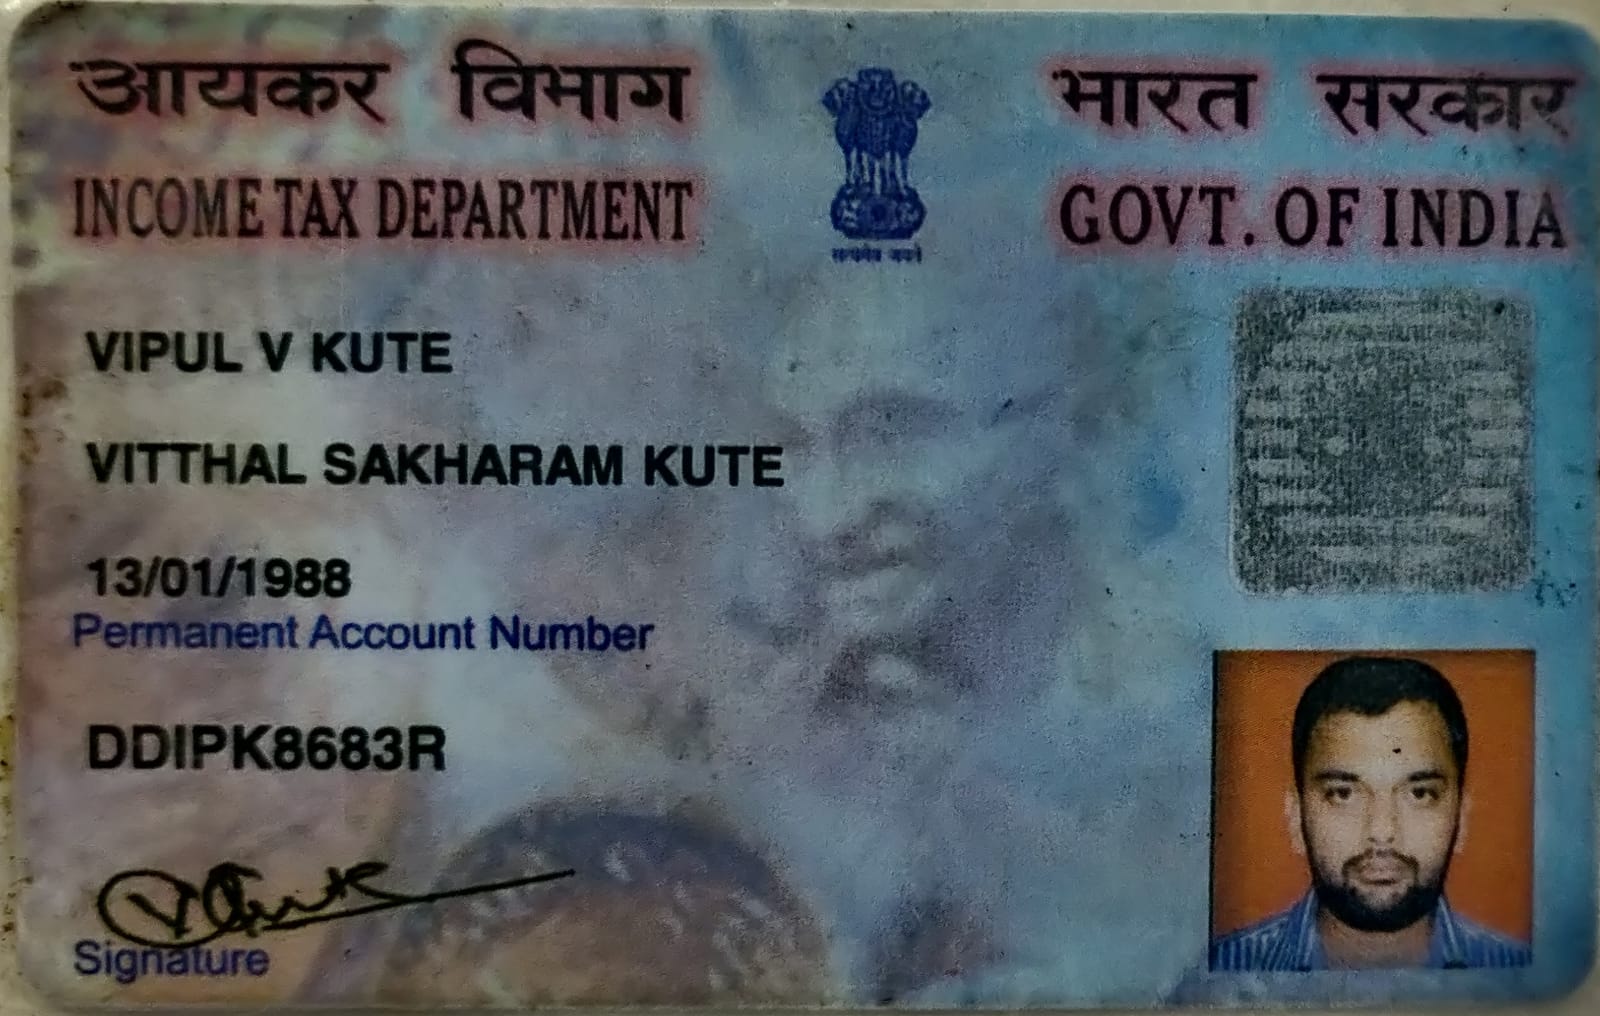 आयकर विभाग
INCOME TAX DEPARTMENT
भारत सरकार
GOVT. OF INDIA
सत्यमेव जयते
VIPUL V KUTE
VITTHAL SAKHARAM KUTE
13/01/1988
Permanent Account Number
DDIPK8683R
Signature